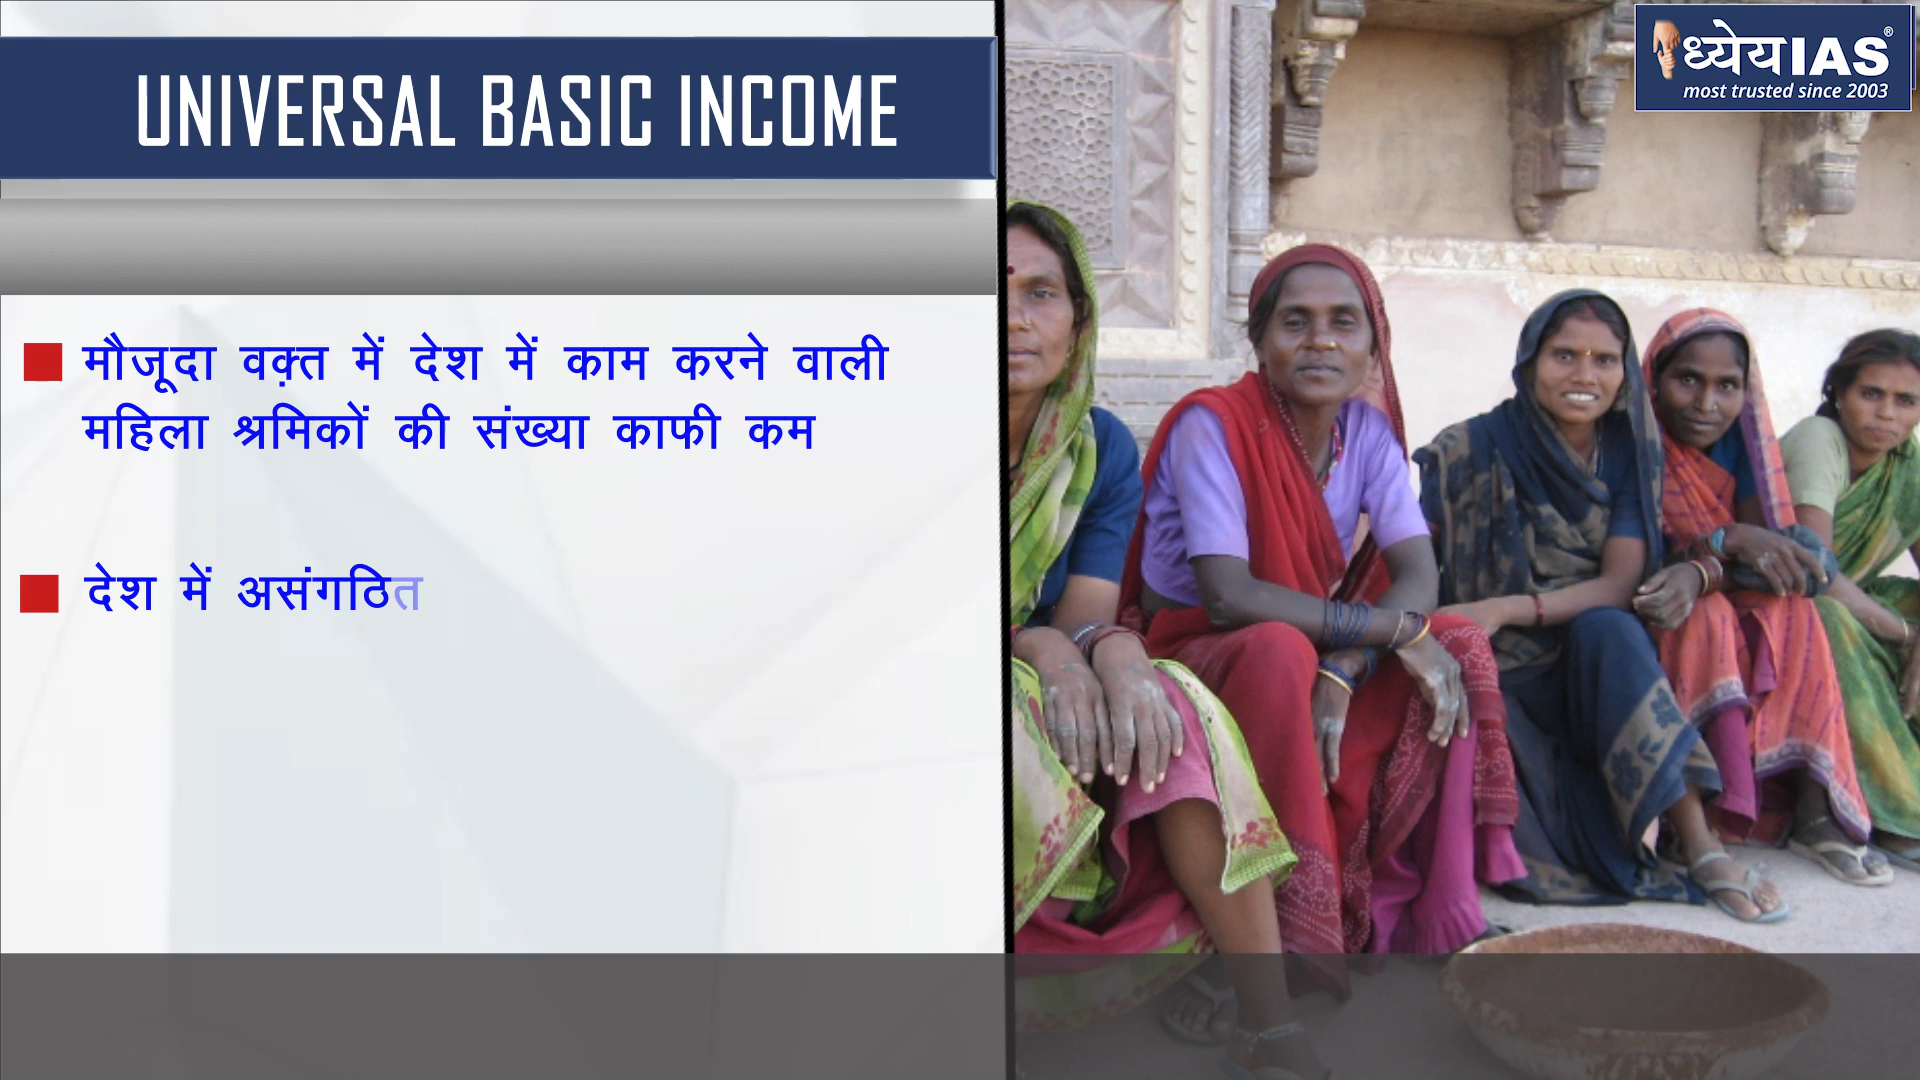 UNIVERSAL BASIC INCOME
ध्येयIAS®
most trusted since 2003
मौजूदा वक़्त में देश में काम करने वाली
महिला श्रमिकों की संख्या काफी कम
देश में असंगठित